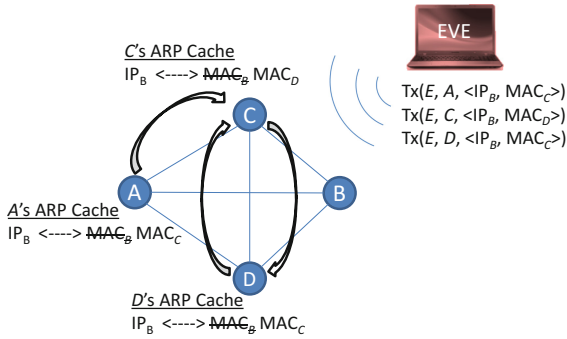 EVE
C's ARP Cache
IP_B <----> MAC_B MAC_D
Tx(E, A, <IP_B, MAC_C>)
Tx(E, C, <IP_B, MAC_D>)
Tx(E, D, <IP_B, MAC_C>)
C
A
B
A's ARP Cache
IP_B <----> MAC_B MAC_C
D
D's ARP Cache
IP_B <----> MAC_B MAC_C